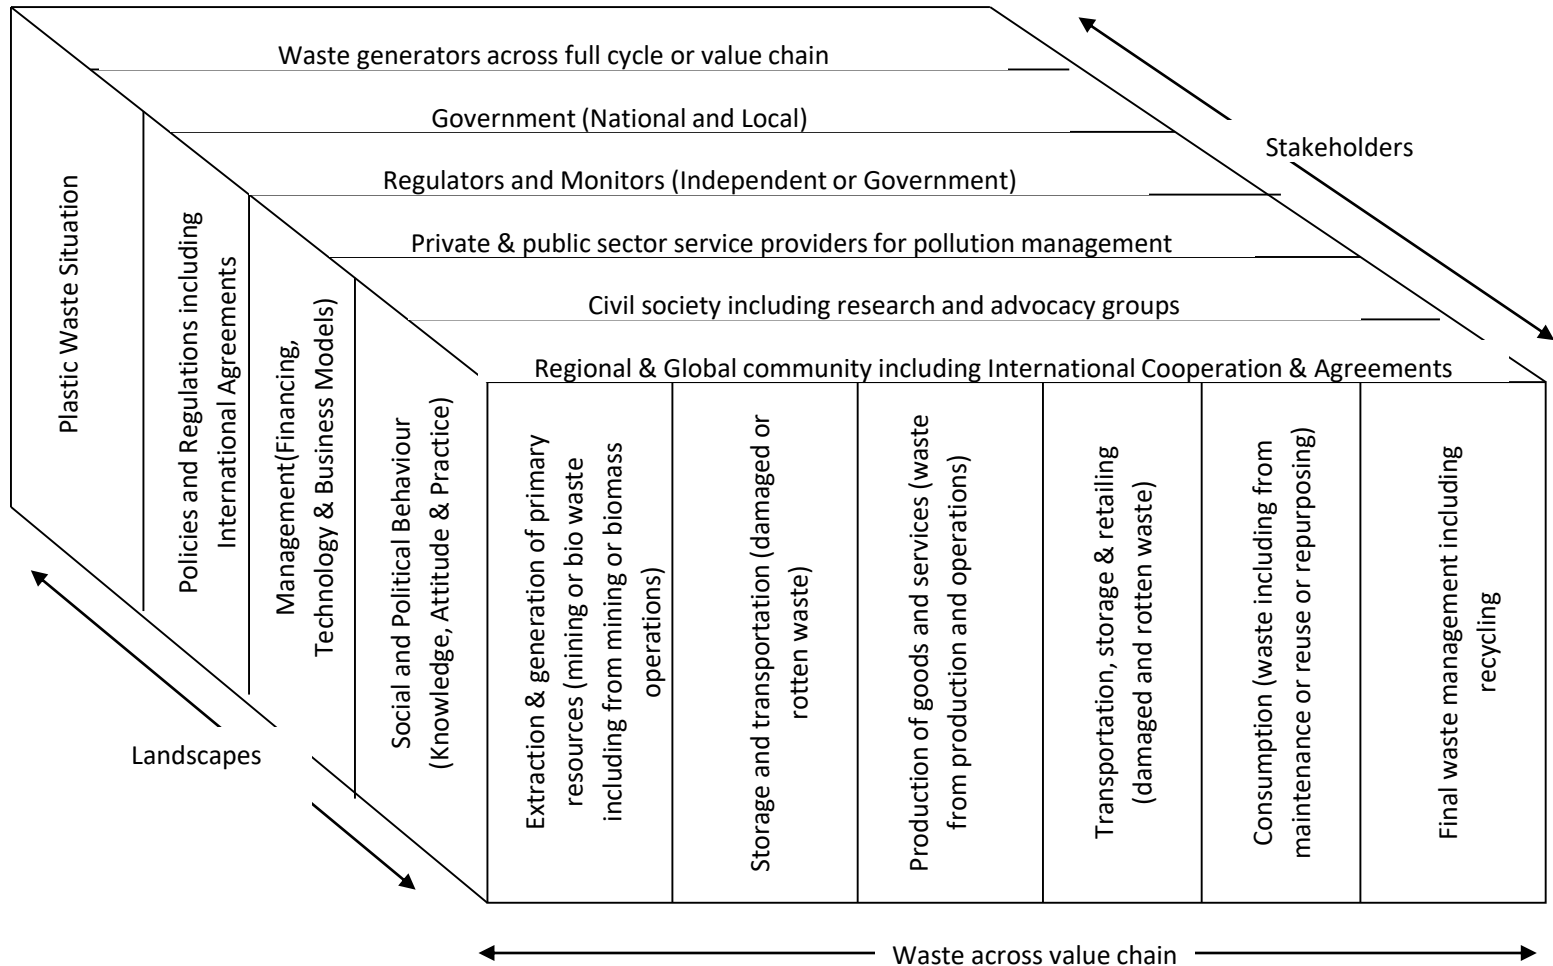 Waste generators across full cycle or value chain
Government (National and Local)
Stakeholders
Regulators and Monitors (Independent or Government)
Private & public sector service providers for pollution management
Civil society including research and advocacy groups
Regional & Global community including International Cooperation & Agreements
Plastic Waste Situation
Policies and Regulations including
International Agreements
Management(Financing,
Technology & Business Models)
Social and Political Behaviour
(Knowledge, Attitude & Practice)
Extraction & generation of primary
resources (mining or bio waste
including from mining or biomass
operations)
Storage and transportation (damaged or
rotten waste)
Production of goods and services (waste
from production and operations)
Transportation, storage & retailing
(damaged and rotten waste)
Consumption (waste including from
maintenance or reuse or repurposing)
Final waste management including
recycling
Landscapes
Waste across value chain